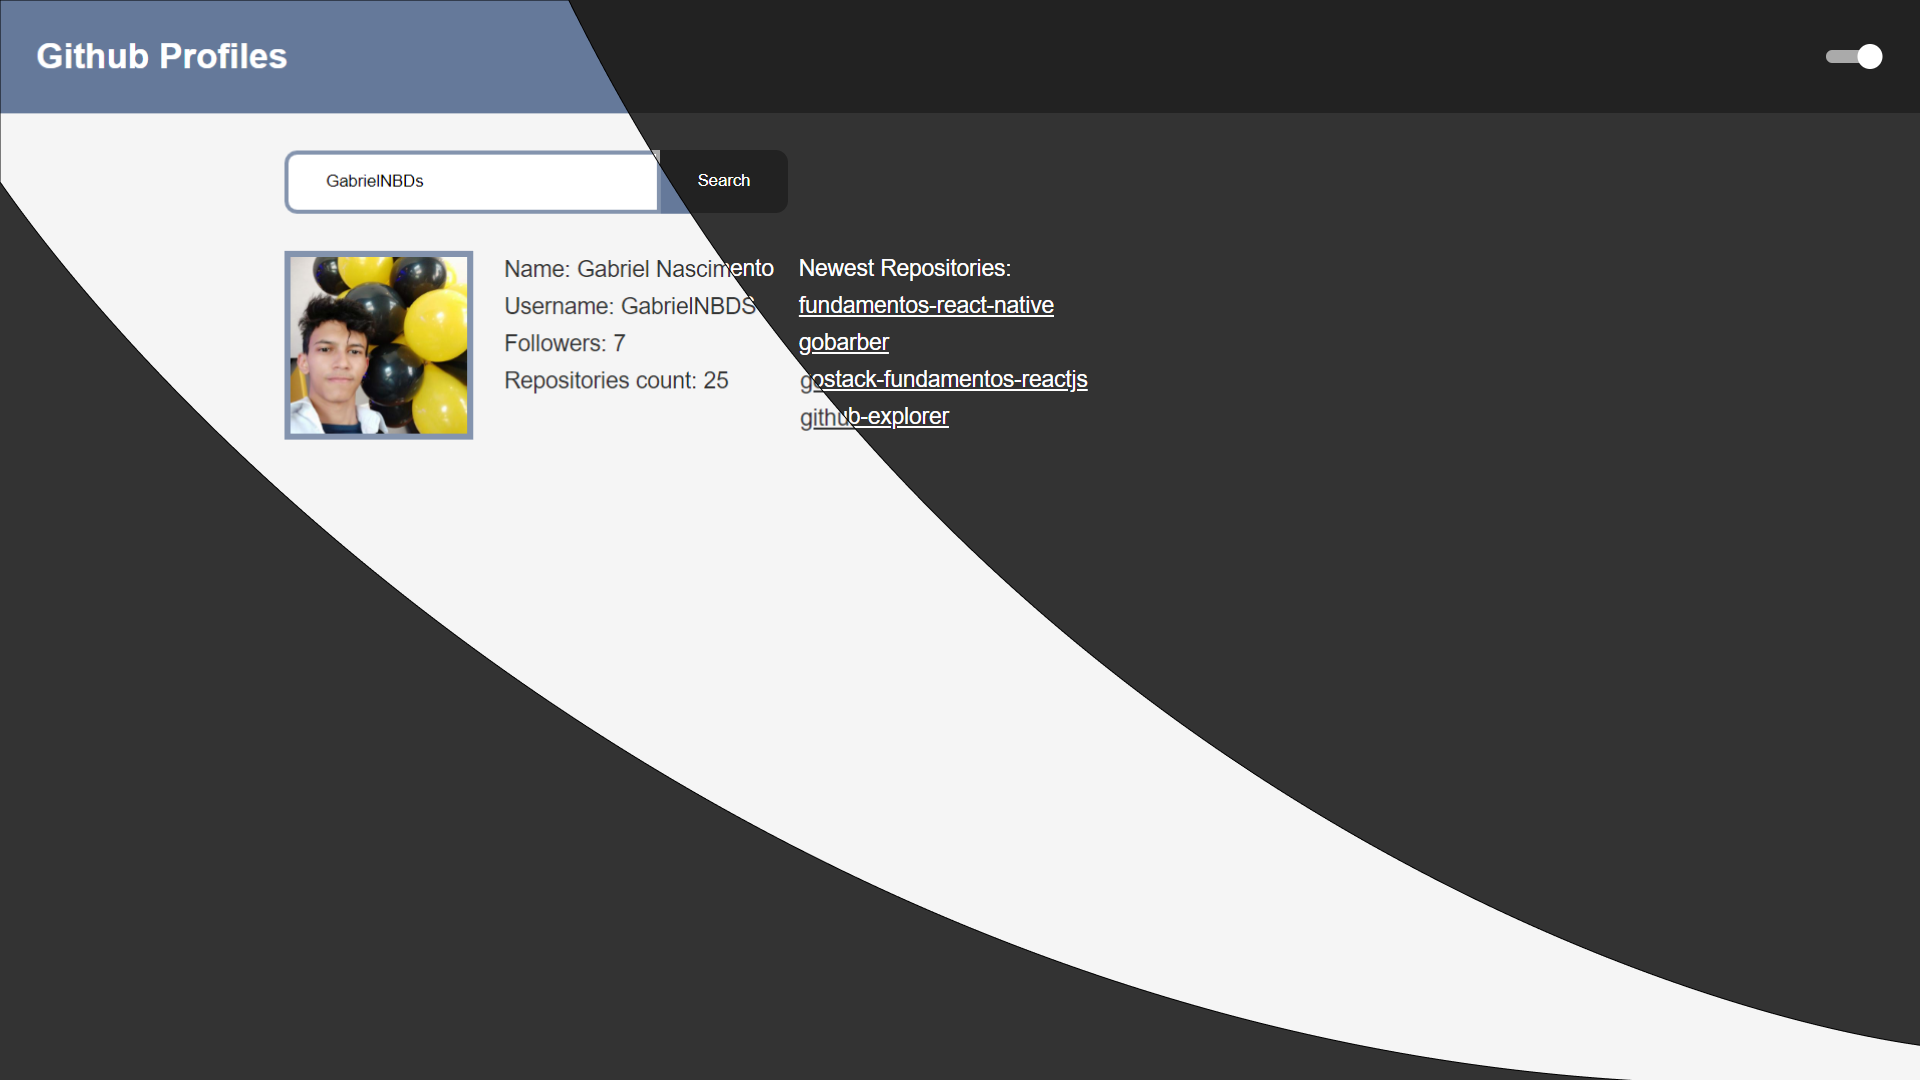 Github Profiles
GabrielNBDs
Search
Name: Gabriel Nascimento
Username: GabrielNBDS
Followers: 7
Repositories count: 25
Newest Repositories:
fundamentos-react-native
gobarber
gostack-fundamentos-reactjs
github-explorer